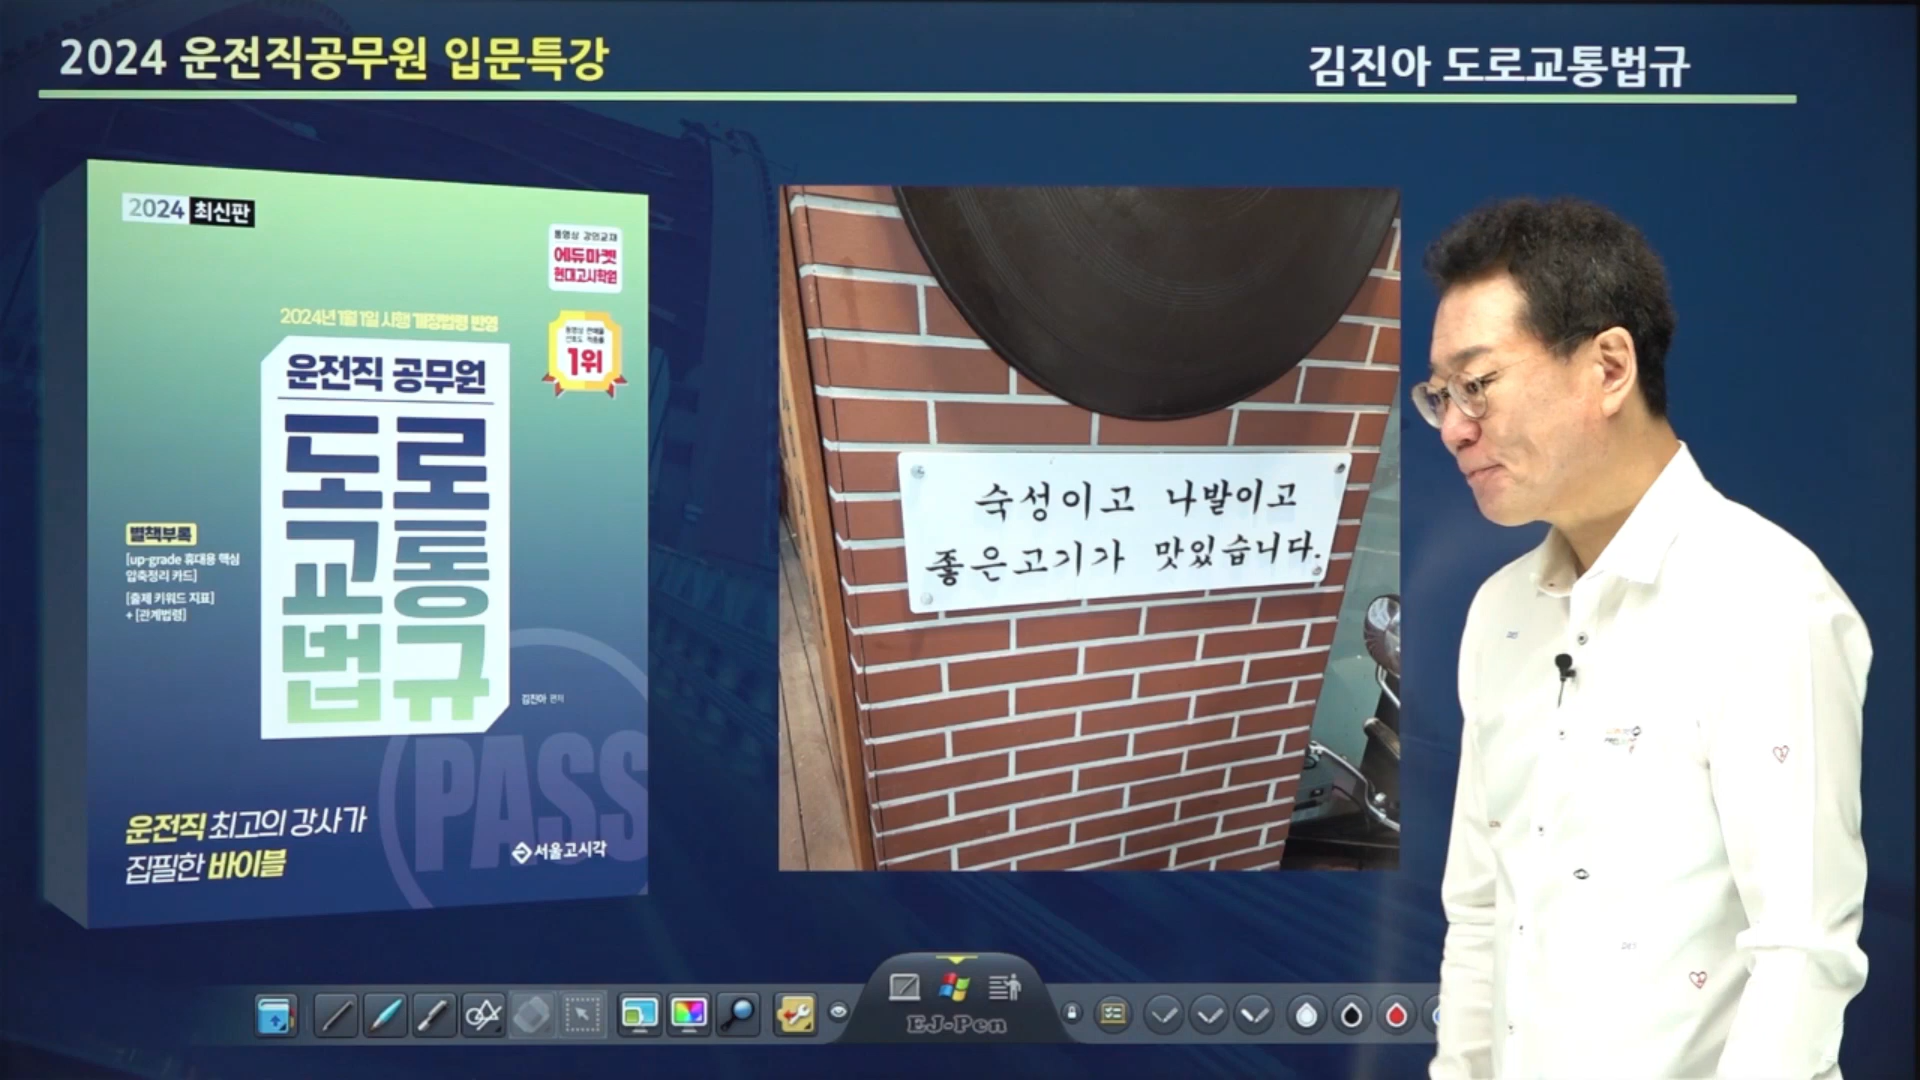 2024 운전직공무원 입문특강
김진아 도로교통법규
2024 최신판
동영상 강의교재
에듀마켓
현대고시학원
2024년 1월 1일 시행 개정법령 반영
1위
운전직 공무원
도로
교통
법규
별책부록
[up-grade 휴대용 핵심
압축정리 카드]
[출제 키워드 지표]
+ [관계법령]
김진아 편저
PASS
운전직 최고의 강사가
집필한 바이블
서울고시각
숙성이고 나발이고
좋은고기가 맛있습니다.
EJ-Pen